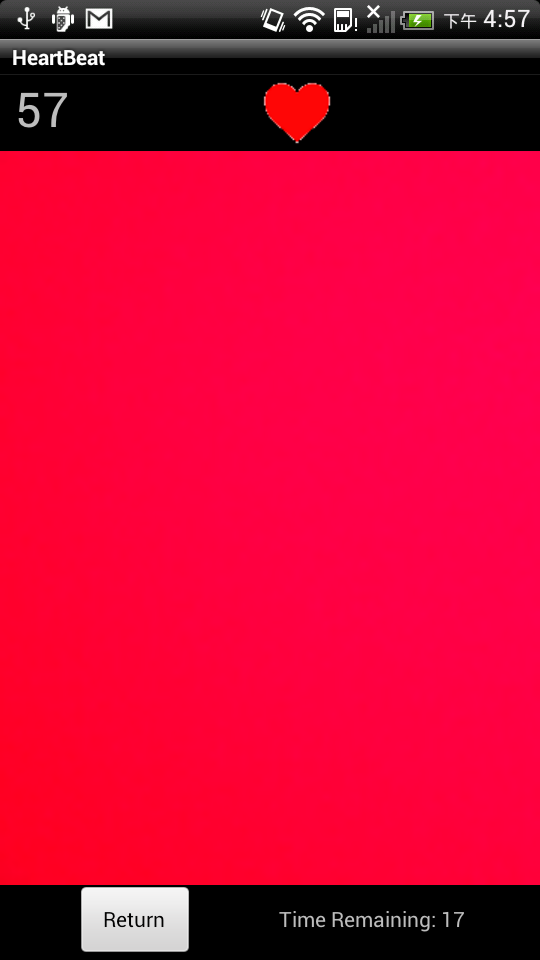 下午 4:57
HeartBeat
57
Return
Time Remaining: 17